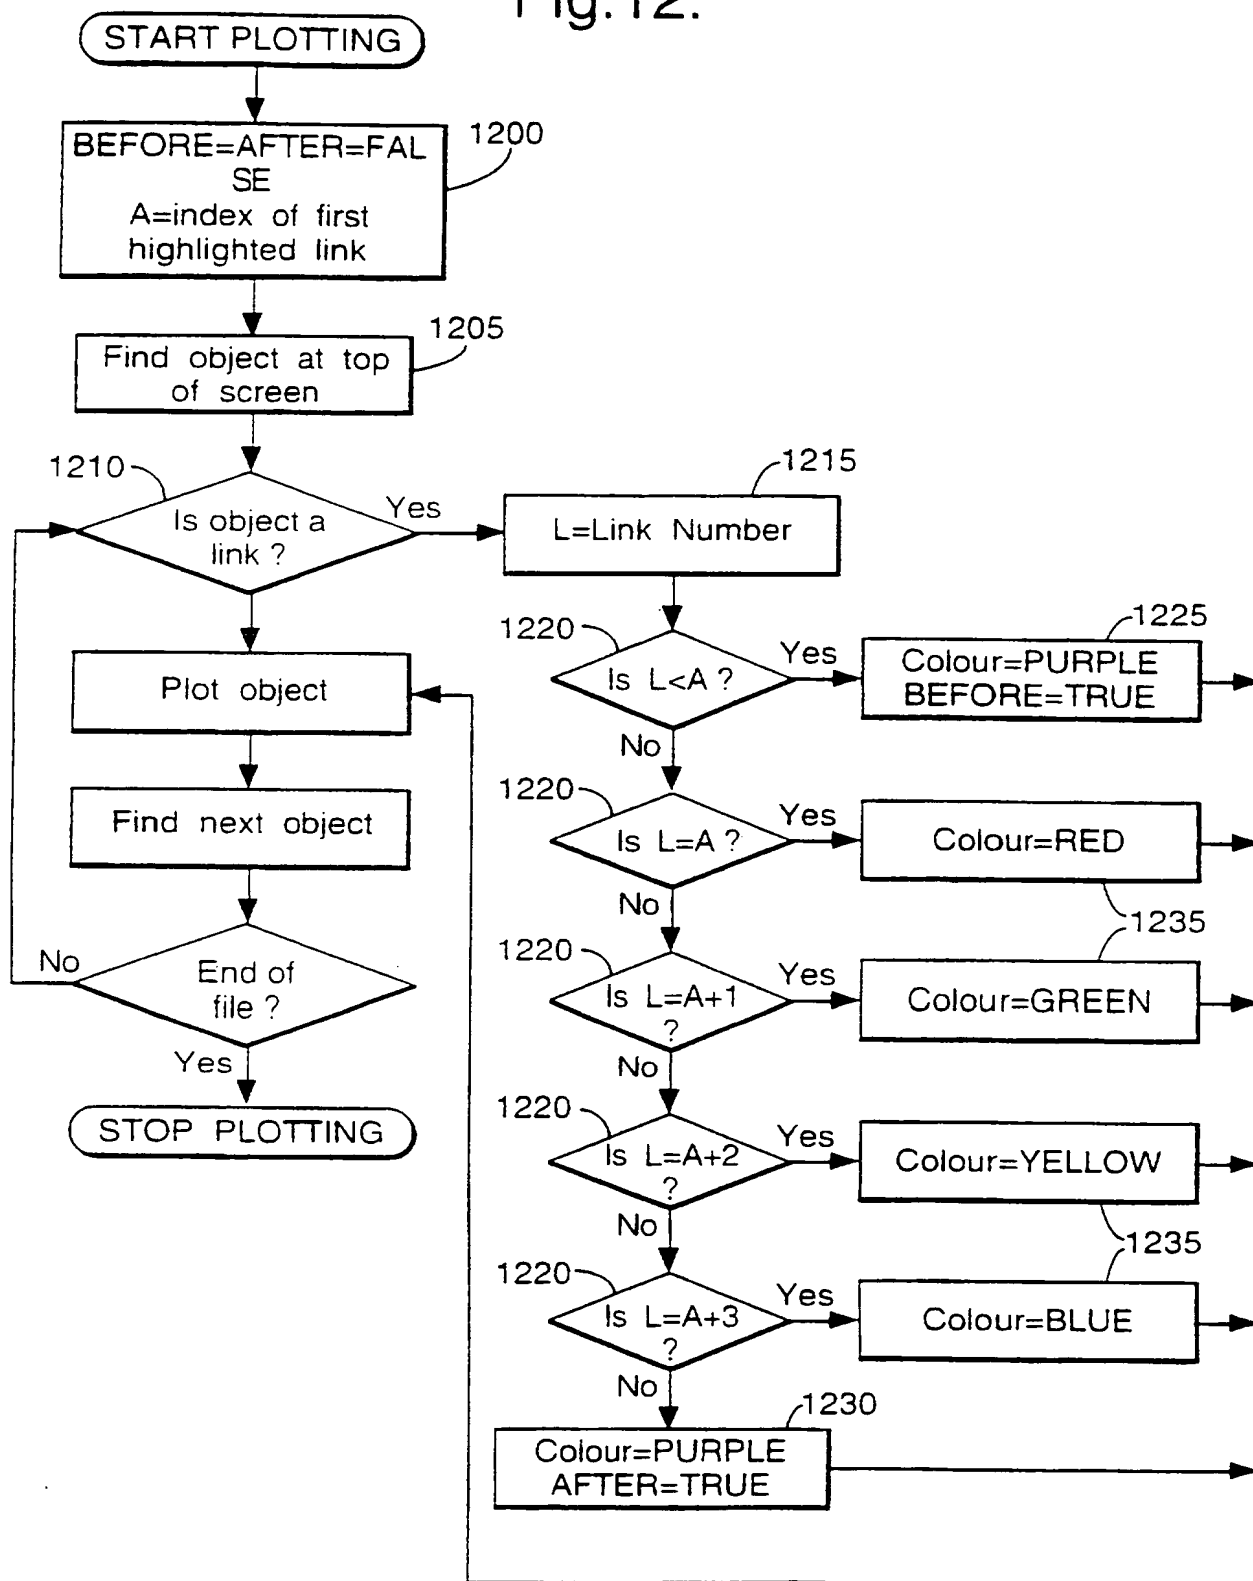 Fig.12.
START PLOTTING
BEFORE=AFTER=FAL
SE
A=index of first
highlighted link
1200
Find object at top
of screen
1205
1210
Is object a
link ?
Yes
L=Link Number
1215
Plot object
Find next object
End of
file ?
No
Yes
STOP PLOTTING
1220
Is L<A ?
Yes
No
Colour=PURPLE
BEFORE=TRUE
1225
1220
Is L=A ?
Yes
No
Colour=RED
1235
1220
Is L=A+1
?
Yes
No
Colour=GREEN
1220
Is L=A+2
?
Yes
No
Colour=YELLOW
1235
1220
Is L=A+3
?
Yes
No
Colour=BLUE
1230
Colour=PURPLE
AFTER=TRUE